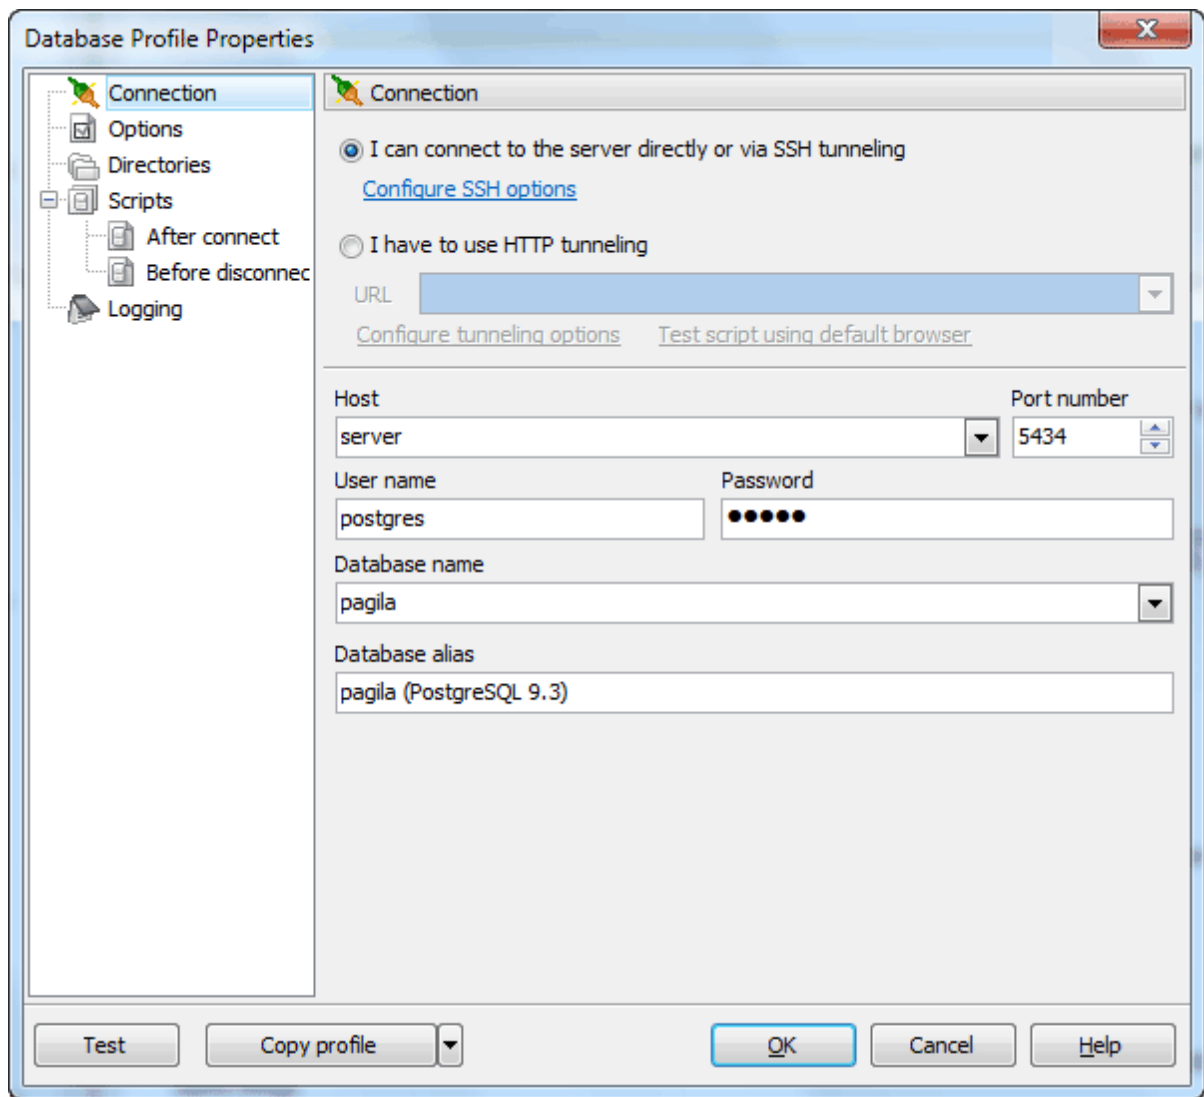 Database Profile Properties
Connection
Options
Directories
Scripts
After connect
Before disconnec
Logging
Connection
I can connect to the server directly or via SSH tunneling
Configure SSH options
I have to use HTTP tunneling
URL
Configure tunneling options Test script using default browser
Host Port number
server 5434
User name Password
postgres ●●●●●
Database name
pagila
Database alias
pagila (PostgreSQL 9.3)
Test Copy profile OK Cancel Help